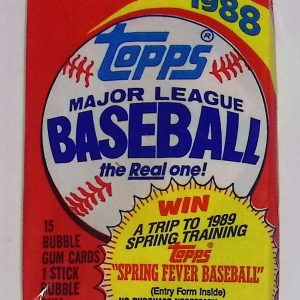 1988
Topps®
MAJOR LEAGUE
BASEBALL
the Real one!
15
BUBBLE
GUM CARDS
1 STICK
BUBBLE
WIN
A TRIP TO 1989
SPRING TRAINING
Topps
"SPRING FEVER BASEBALL"
(Entry Form Inside)